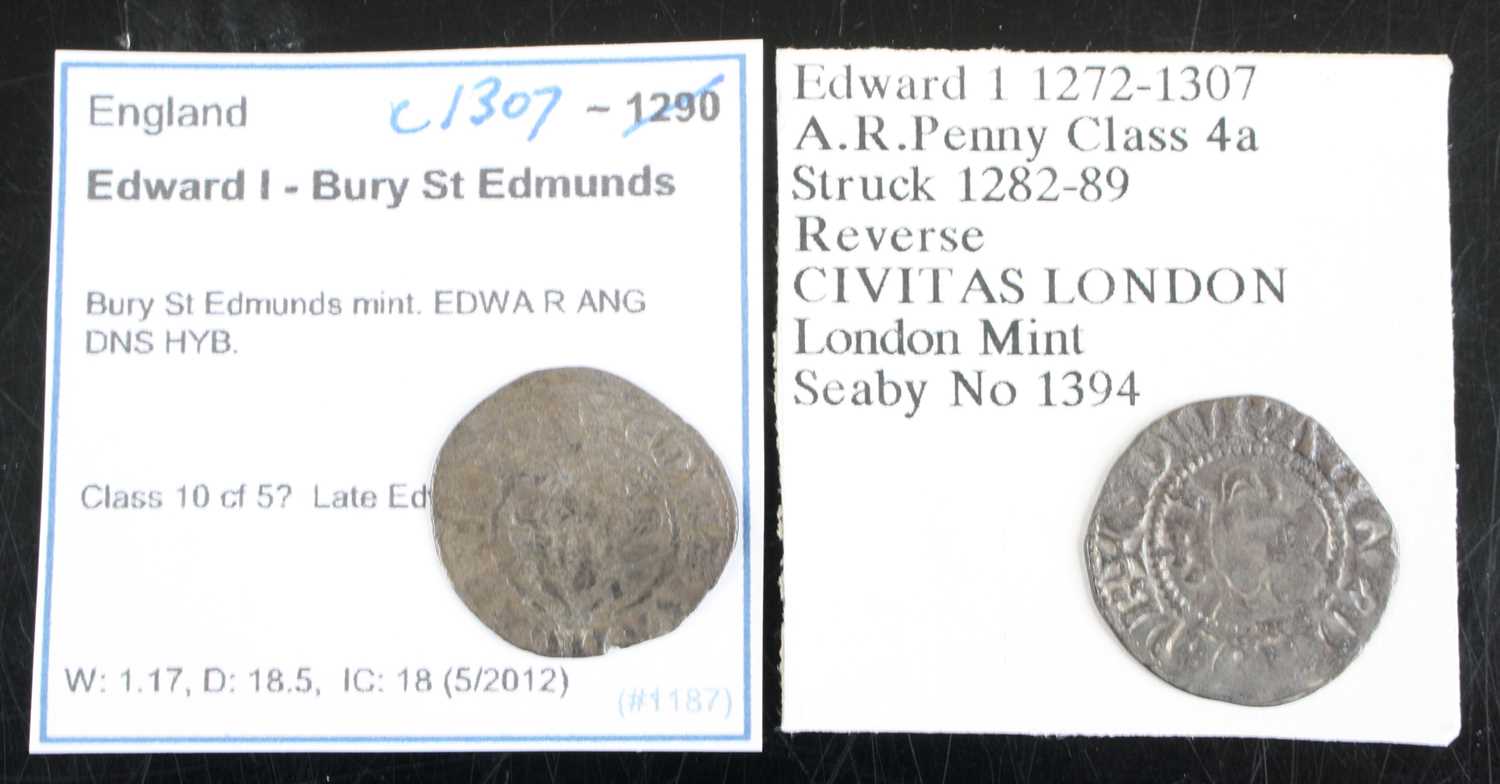 England c1307 ~ 1290
Edward I - Bury St Edmunds
Bury St Edmunds mint. EDWA R ANG
DNS HYB.
Class 10 cf 5? Late Ed
W: 1.17, D: 18.5, IC: 18 (5/2012)
(#1187)
Edward 1 1272-1307
A.R.Penny Class 4a
Struck 1282-89
Reverse
CIVITAS LONDON
London Mint
Seaby No 1394